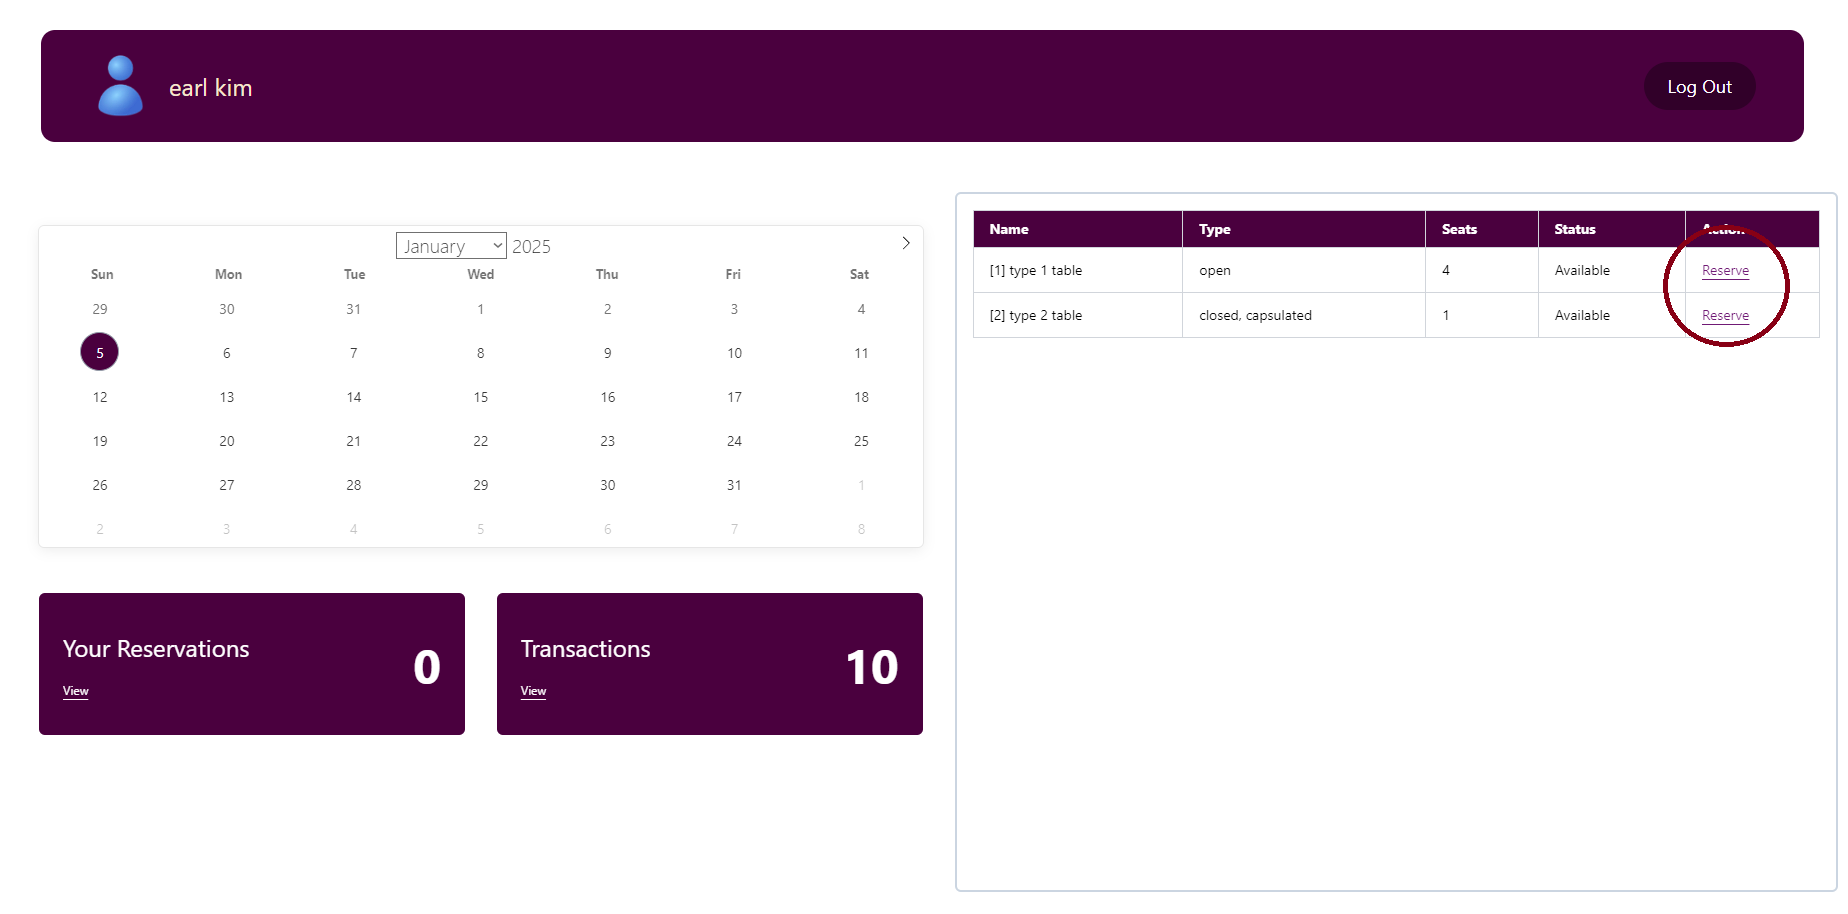 earl kim
Log Out
January 2025
Sun Mon Tue Wed Thu Fri Sat
29 30 31 1 2 3 4
5 6 7 8 9 10 11
12 13 14 15 16 17 18
19 20 21 22 23 24 25
26 27 28 29 30 31 1
2 3 4 5 6 7 8
Your Reservations 0
View
Transactions 10
View
Name Type Seats Status Action
[1] type 1 table open 4 Available Reserve
[2] type 2 table closed, capsulated 1 Available Reserve